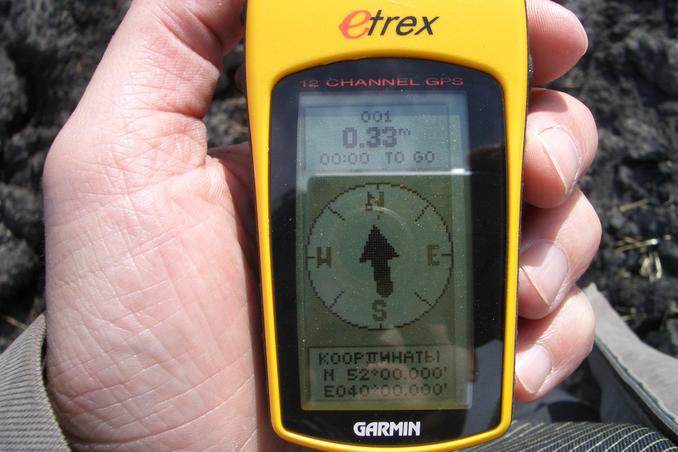 etrex
12 CHANNEL GPS
001
0.33m
00:00 TO GO
N
W E
S
КООРДИНАТЫ
N 52°00.000'
E040°00.000'
GARMIN